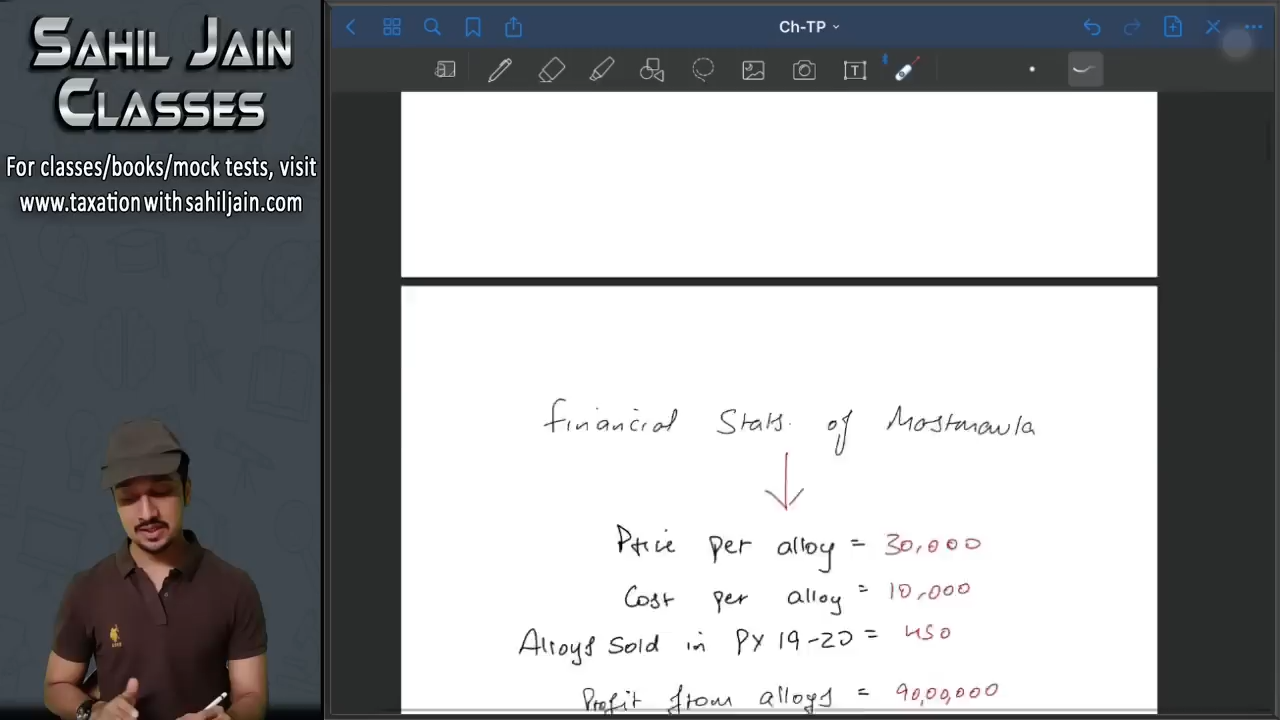 SAHIL JAIN
CLASSES
For classes/books/mock tests, visit
www.taxationwithsahiljain.com
Ch-TP
T
Financial Stats. of Mostmaula
Price per alloy = 30,000
Cost per alloy = 10,000
Alloys sold in PY 19-20 = 450
Profit from alloys = 90,00,000